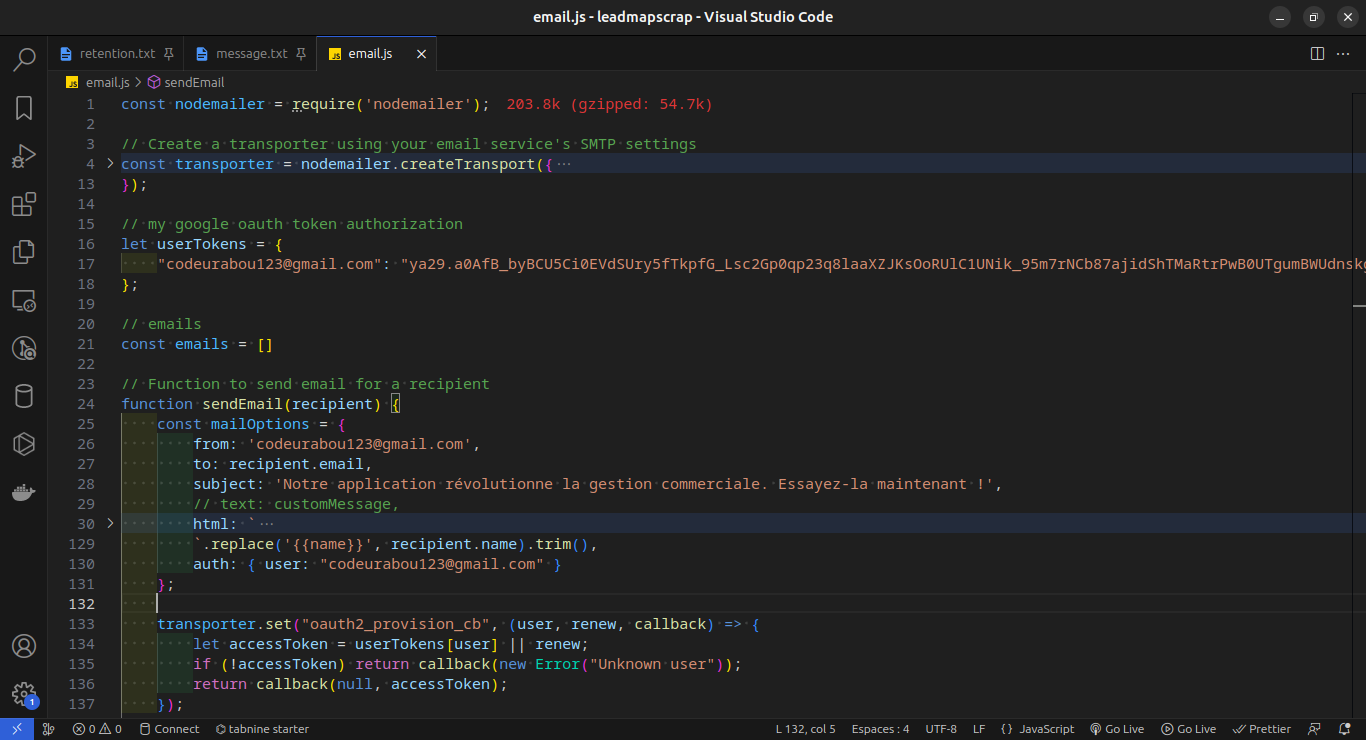 email.js - leadmapscrap - Visual Studio Code
retention.txt message.txt JS email.js
JS email.js > sendEmail
1 const nodemailer = require('nodemailer'); 203.8k (gzipped: 54.7k)
2
3 // Create a transporter using your email service's SMTP settings
4 const transporter = nodemailer.createTransport({ ···
13 });
14
15 // my google oauth token authorization
16 let userTokens = {
17 "codeurabou123@gmail.com": "ya29.a0AfB_byBCU5Ci0EVdSUry5fTkpfG_Lsc2Gp0qp23q8laaXZJKsOoRUlC1UNik_95m7rNCb87ajidShTMaRtrPwB0UTgumBWUdnskg
18 };
19
20 // emails
21 const emails = []
22
23 // Function to send email for a recipient
24 function sendEmail(recipient) {
25 const mailOptions = {
26 from: 'codeurabou123@gmail.com',
27 to: recipient.email,
28 subject: 'Notre application révolutionne la gestion commerciale. Essayez-la maintenant !',
29 // text: customMessage,
30 html: ` ···
129 `.replace('{{name}}', recipient.name).trim(),
130 auth: { user: "codeurabou123@gmail.com" }
131 };
132
133 transporter.set("oauth2_provision_cb", (user, renew, callback) => {
134 let accessToken = userTokens[user] || renew;
135 if (!accessToken) return callback(new Error("Unknown user"));
136 return callback(null, accessToken);
137 });
1
0 0 Connect tabnine starter L 132, col 5 Espaces : 4 UTF-8 LF {} JavaScript Go Live Go Live Prettier